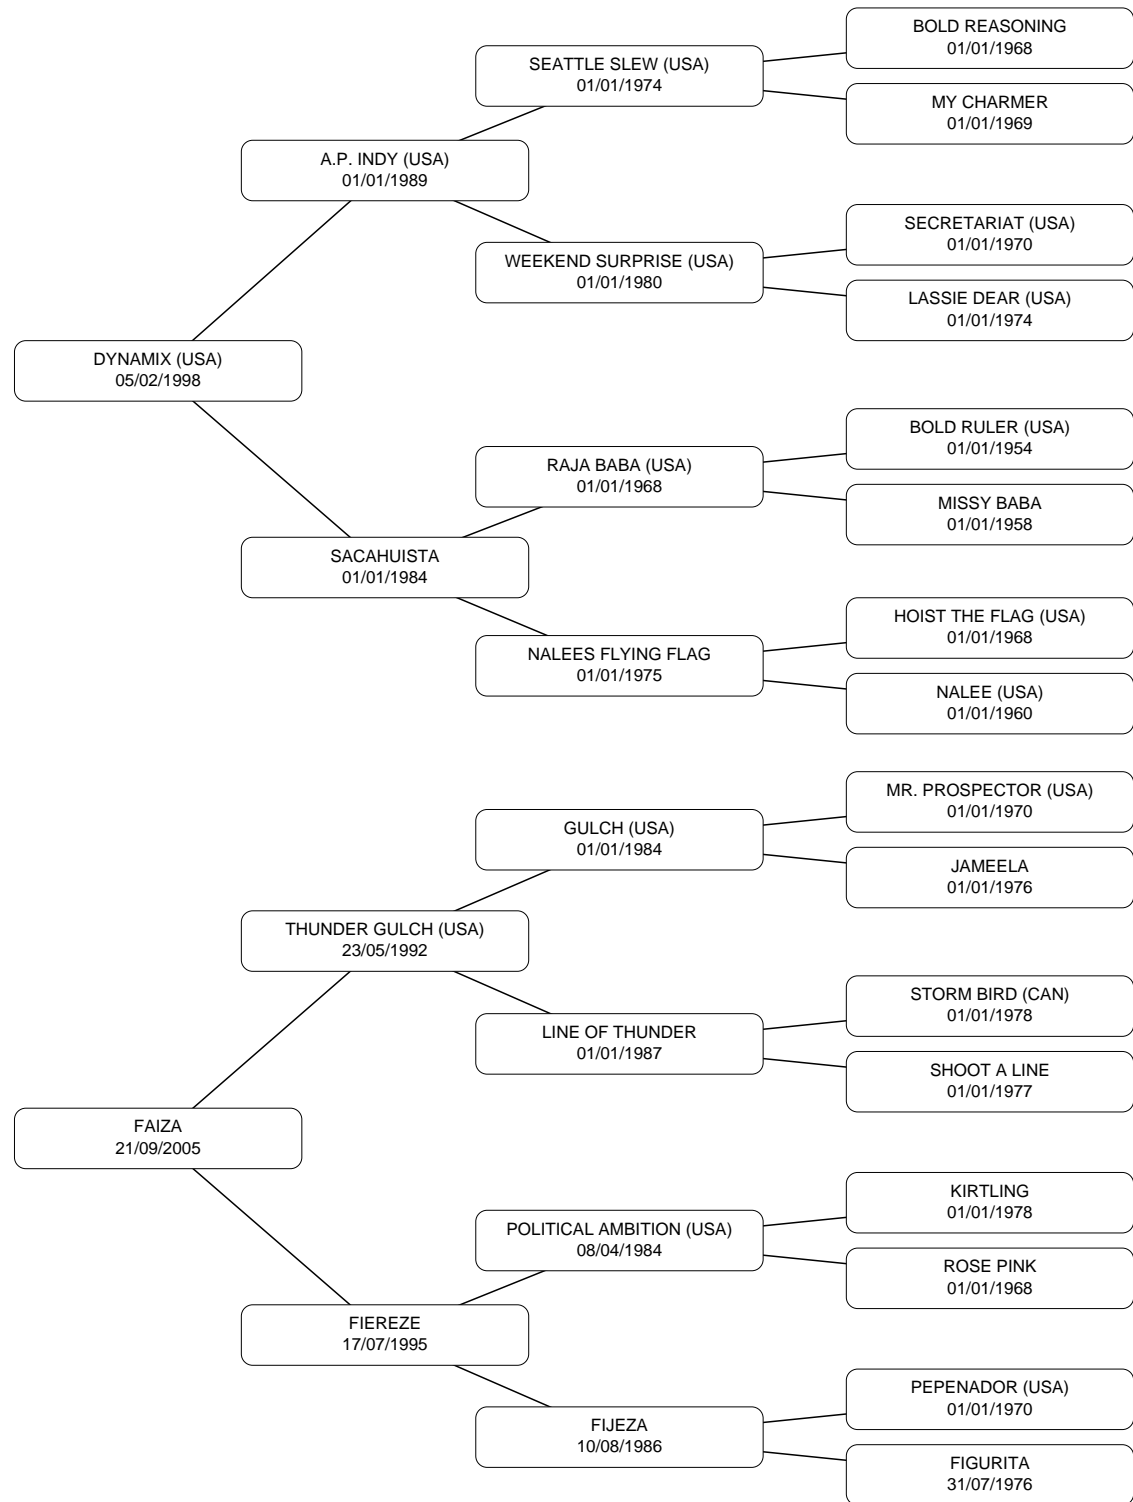 BOLD REASONING
01/01/1968
SEATTLE SLEW (USA)
01/01/1974
MY CHARMER
01/01/1969
A.P. INDY (USA)
01/01/1989
SECRETARIAT (USA)
01/01/1970
WEEKEND SURPRISE (USA)
01/01/1980
LASSIE DEAR (USA)
01/01/1974
DYNAMIX (USA)
05/02/1998
BOLD RULER (USA)
01/01/1954
RAJA BABA (USA)
01/01/1968
MISSY BABA
01/01/1958
SACAHUISTA
01/01/1984
HOIST THE FLAG (USA)
01/01/1968
NALEES FLYING FLAG
01/01/1975
NALEE (USA)
01/01/1960
MR. PROSPECTOR (USA)
01/01/1970
GULCH (USA)
01/01/1984
JAMEELA
01/01/1976
THUNDER GULCH (USA)
23/05/1992
STORM BIRD (CAN)
01/01/1978
LINE OF THUNDER
01/01/1987
SHOOT A LINE
01/01/1977
FAIZA
21/09/2005
KIRTLING
01/01/1978
POLITICAL AMBITION (USA)
08/04/1984
ROSE PINK
01/01/1968
FIEREZE
17/07/1995
PEPENADOR (USA)
01/01/1970
FIJEZA
10/08/1986
FIGURITA
31/07/1976